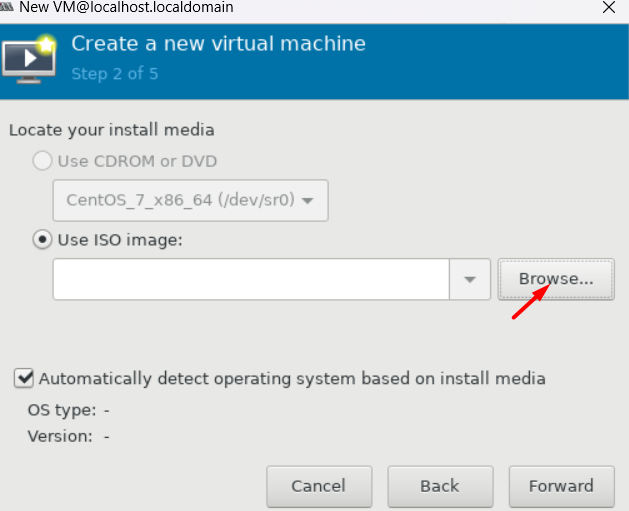 New VM@localhost.localdomain
Create a new virtual machine
Step 2 of 5
Locate your install media
Use CDROM or DVD
CentOS_7_x86_64 (/dev/sr0)
Use ISO image:
Browse...
Automatically detect operating system based on install media
OS type: -
Version: -
Cancel Back Forward